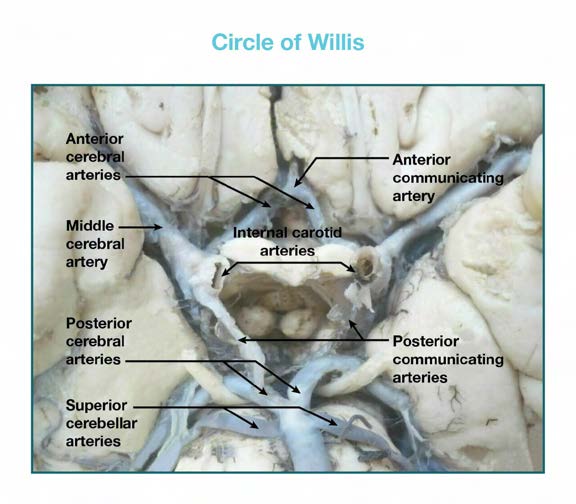 Circle of Willis
Anterior
cerebral
arteries
Anterior
communicating
artery
Middle
cerebral
artery
Internal carotid
arteries
Posterior
cerebral
arteries
Posterior
communicating
arteries
Superior
cerebellar
arteries